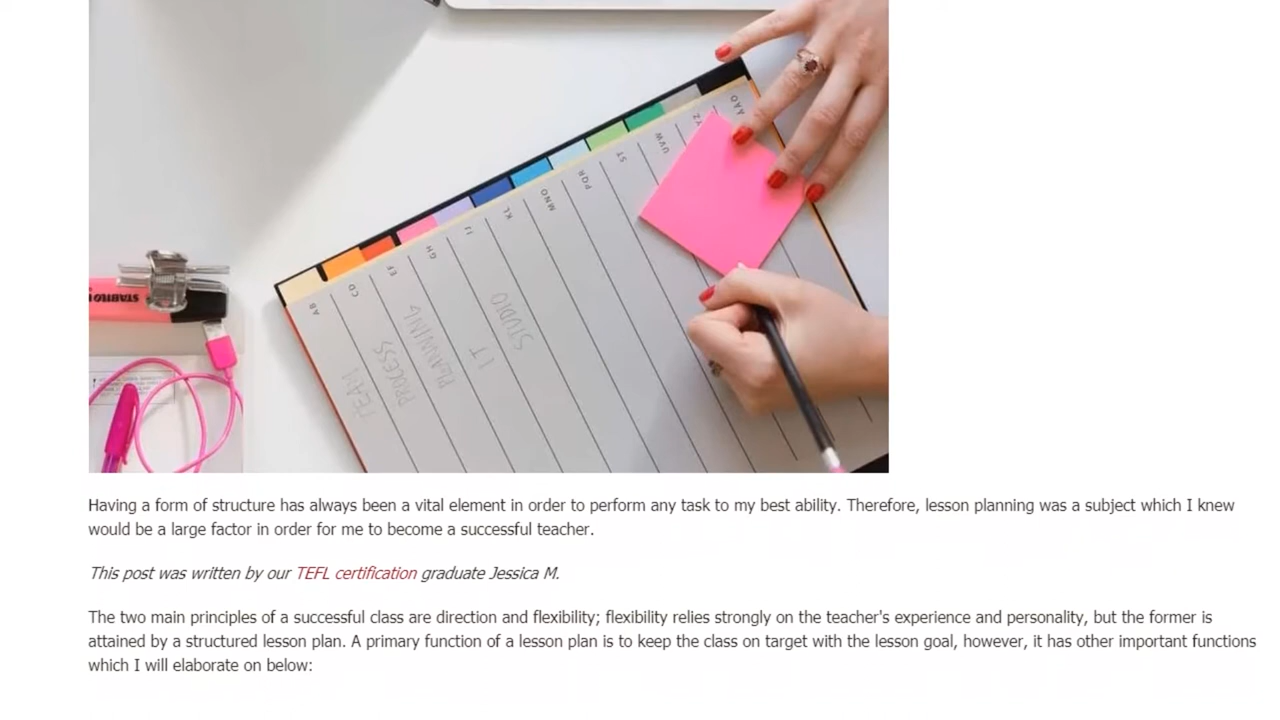 AB
CD
EF
GH
IJ
KL
MNO
PQR
ST
UVW
YZ
ÄÅÖ
TEAM
PROCESS
PLANNING
IT
STUDIO
STABILO
Having a form of structure has always been a vital element in order to perform any task to my best ability. Therefore, lesson planning was a subject which I knew
would be a large factor in order for me to become a successful teacher.
This post was written by our TEFL certification graduate Jessica M.
The two main principles of a successful class are direction and flexibility; flexibility relies strongly on the teacher's experience and personality, but the former is
attained by a structured lesson plan. A primary function of a lesson plan is to keep the class on target with the lesson goal, however, it has other important functions
which I will elaborate on below: